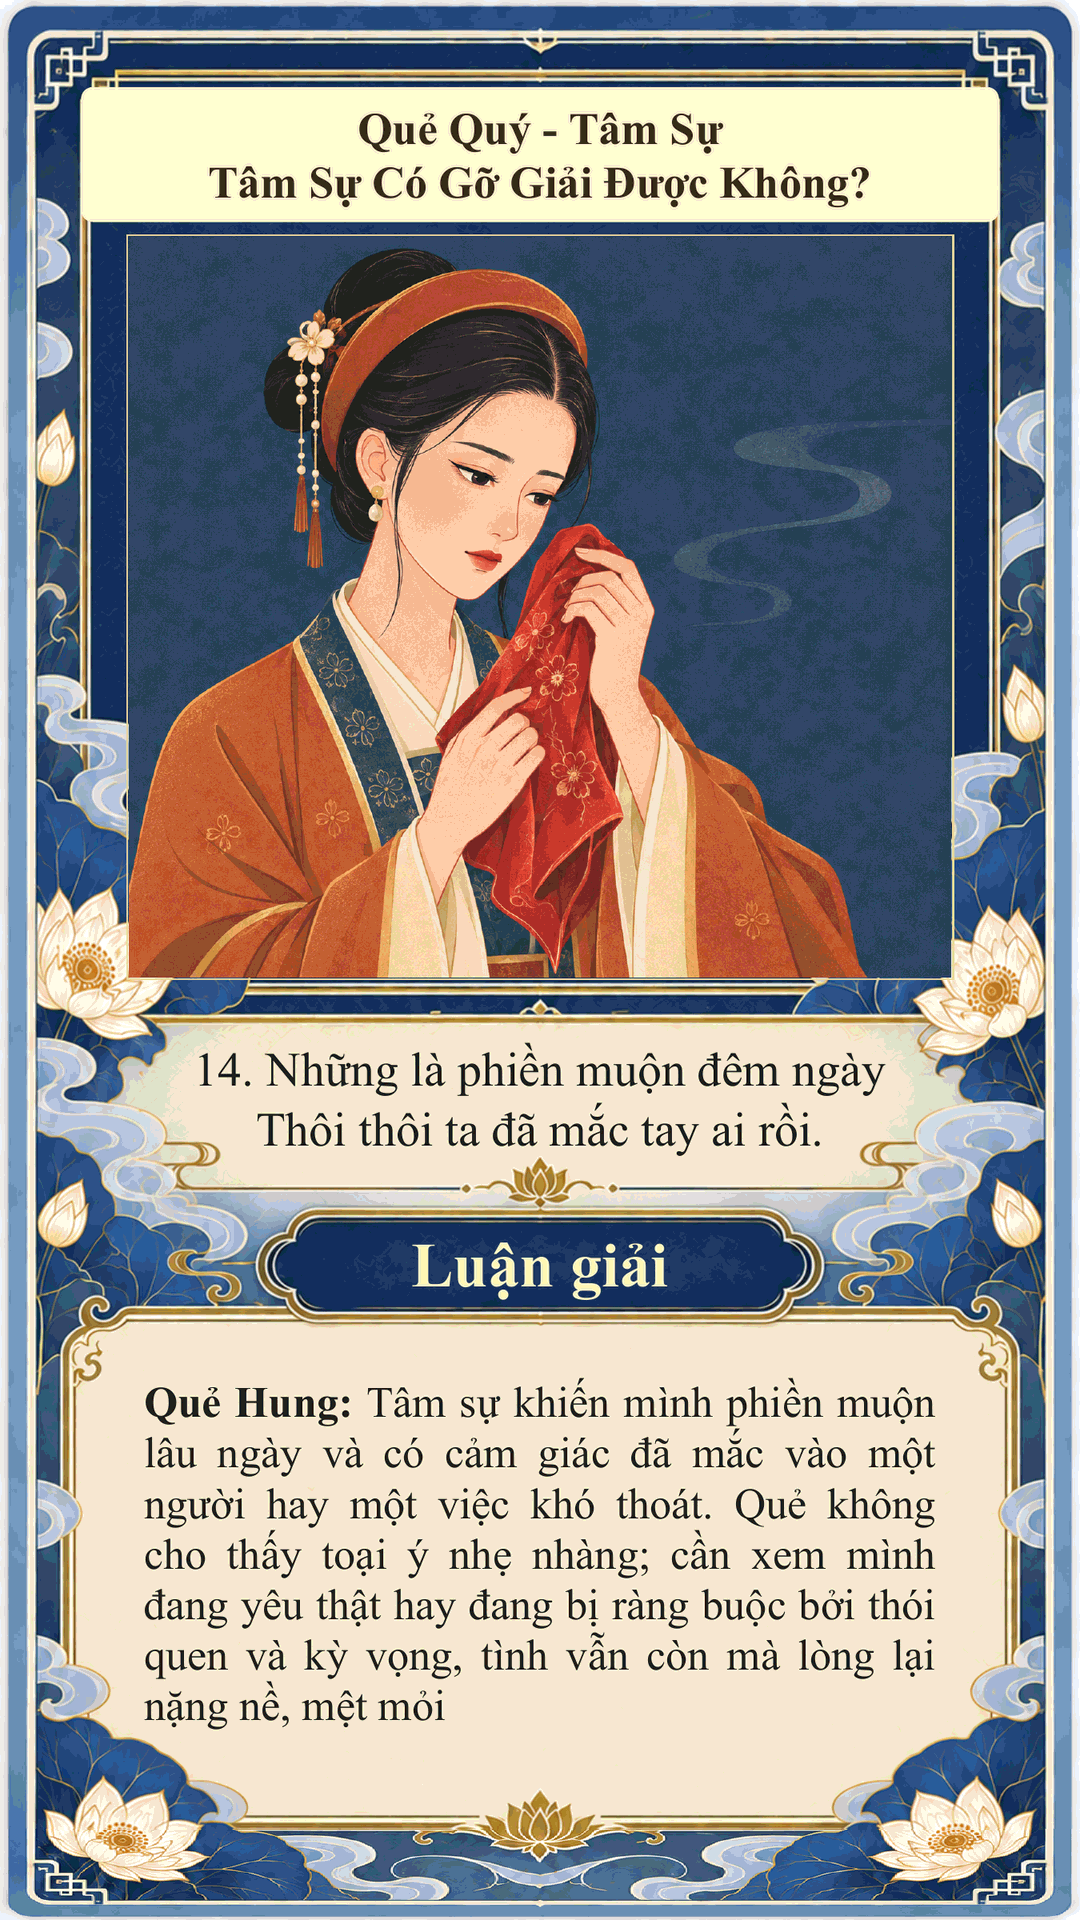 Quẻ Quý - Tâm Sự
Tâm Sự Có Gỡ Giải Được Không?
14. Những là phiền muộn đêm ngày
Thôi thôi ta đã mắc tay ai rồi.
Luận giải
Quẻ Hung: Tâm sự khiến mình phiền muộn
lâu ngày và có cảm giác đã mắc vào một
người hay một việc khó thoát. Quẻ không
cho thấy toại ý nhẹ nhàng; cần xem mình
đang yêu thật hay đang bị ràng buộc bởi thói
quen và kỳ vọng, tình vẫn còn mà lòng lại
nặng nề, mệt mỏi